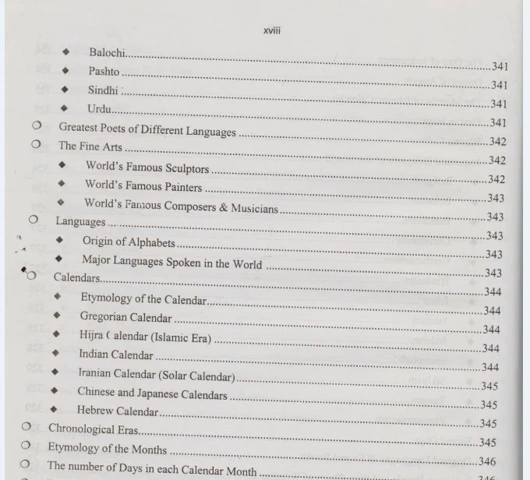 xviii
◆ Balochi....341
◆ Pashto....341
◆ Sindhi....341
◆ Urdu....341
❍ Greatest Poets of Different Languages....342
❍ The Fine Arts....342
◆ World's Famous Sculptors....342
◆ World's Famous Painters....343
◆ World's Famous Composers & Musicians....343
❍ Languages....343
◆ Origin of Alphabets....343
◆ Major Languages Spoken in the World....343
❍ Calendars....344
◆ Etymology of the Calendar....344
◆ Gregorian Calendar....344
◆ Hijra Calendar (Islamic Era)....344
◆ Indian Calendar....344
◆ Iranian Calendar (Solar Calendar)....345
◆ Chinese and Japanese Calendars....345
◆ Hebrew Calendar....345
❍ Chronological Eras....345
❍ Etymology of the Months....346
❍ The number of Days in each Calendar Month....346